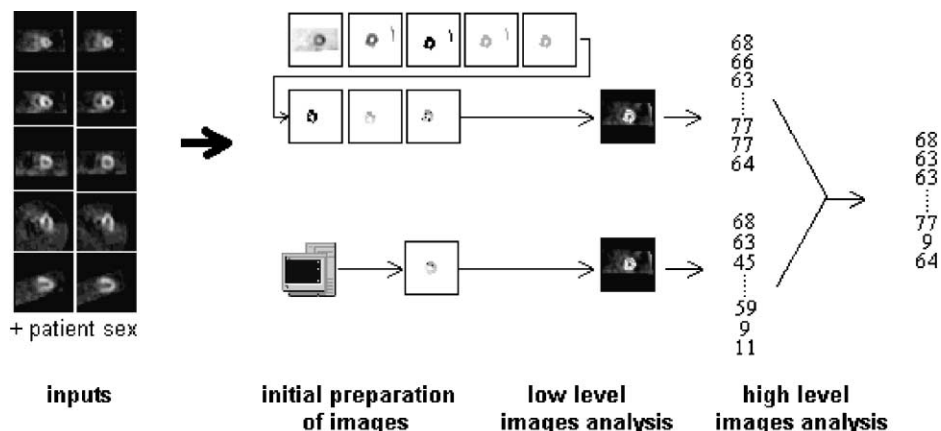 68
66
63
77
77
64
68
63
45
59
9
11
68
63
63
77
9
64
+ patient sex
inputs
initial preparation
of images
low level
images analysis
high level
images analysis